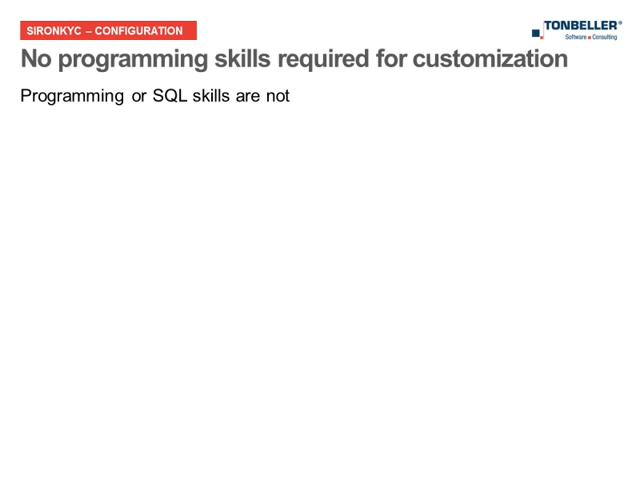 SIRONKYC – CONFIGURATION
TONBELLER®
Software ▪ Consulting
No programming skills required for customization
Programming or SQL skills are not